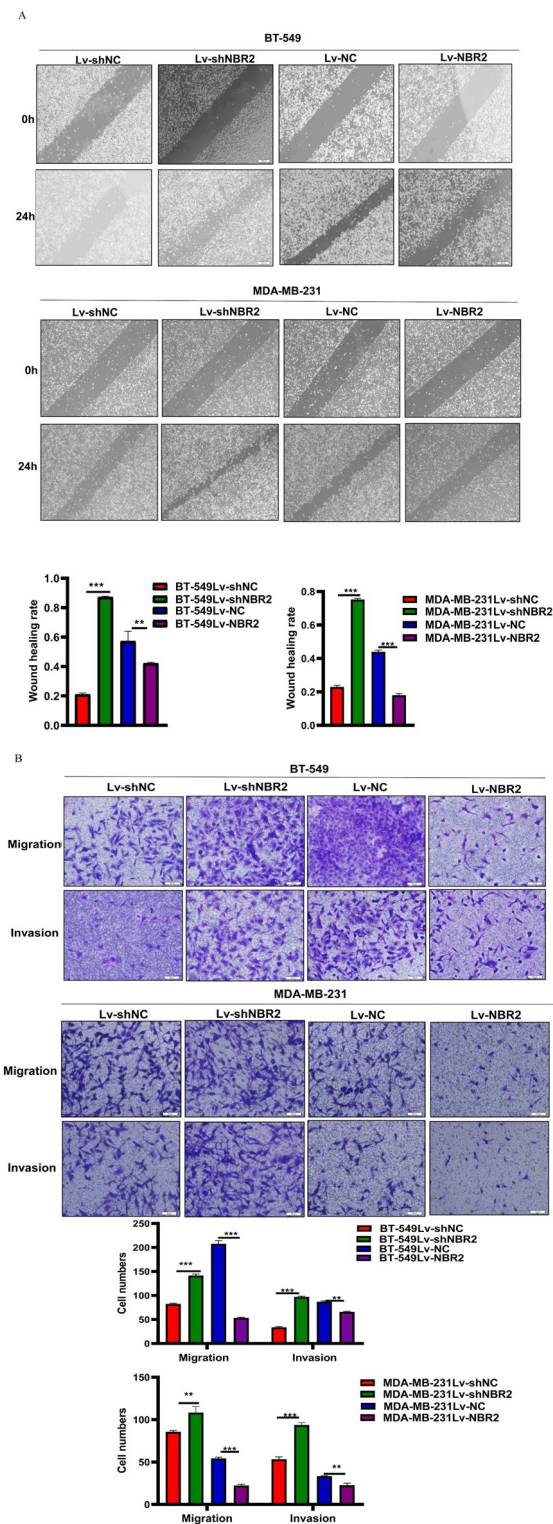 A
BT-549
Lv-shNC Lv-shNBR2 Lv-NC Lv-NBR2
0h
24h
MDA-MB-231
Lv-shNC Lv-shNBR2 Lv-NC Lv-NBR2
0h
24h
Wound healing rate
1.0
0.8
0.6
0.4
0.2
0.0
***
**
BT-549Lv-shNC
BT-549Lv-shNBR2
BT-549Lv-NC
BT-549Lv-NBR2
Wound healing rate
0.8
0.6
0.4
0.2
0.0
***
***
MDA-MB-231Lv-shNC
MDA-MB-231Lv-shNBR2
MDA-MB-231Lv-NC
MDA-MB-231Lv-NBR2
B
BT-549
Lv-shNC Lv-shNBR2 Lv-NC Lv-NBR2
Migration
Invasion
MDA-MB-231
Lv-shNC Lv-shNBR2 Lv-NC Lv-NBR2
Migration
Invasion
Cell numbers
250
200
150
100
50
0
***
***
***
**
Migration Invasion
BT-549Lv-shNC
BT-549Lv-shNBR2
BT-549Lv-NC
BT-549Lv-NBR2
Cell numbers
150
100
50
0
**
***
***
**
Migration Invasion
MDA-MB-231Lv-shNC
MDA-MB-231Lv-shNBR2
MDA-MB-231Lv-NC
MDA-MB-231Lv-NBR2